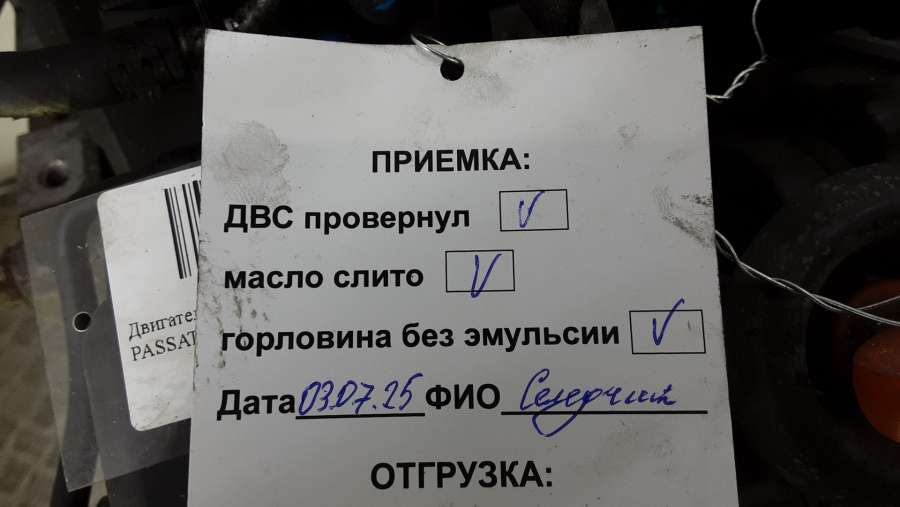 ПРИЕМКА:
ДВС провернул V
масло слито V
горловина без эмульсии V
Дата 03.07.25 ФИО
ОТГРУЗКА:
Двигател
PASSAT